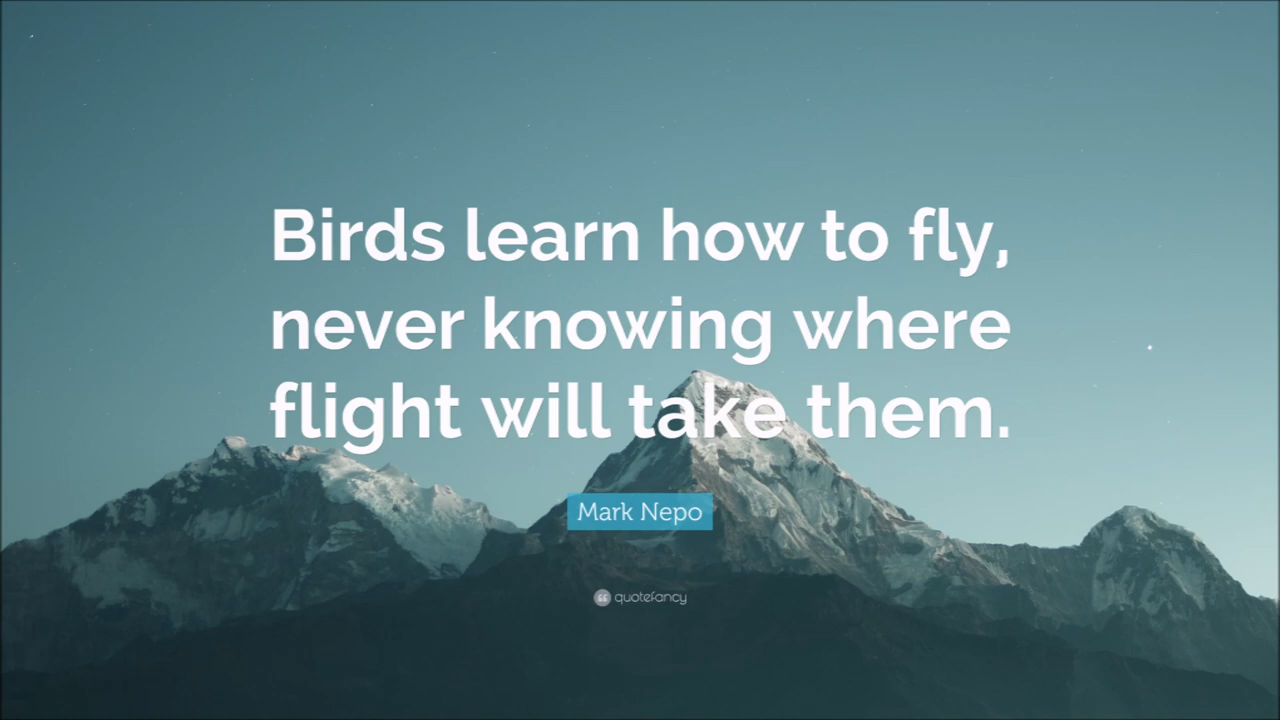 Birds learn how to fly,
never knowing where
flight will take them.
Mark Nepo
quotefancy